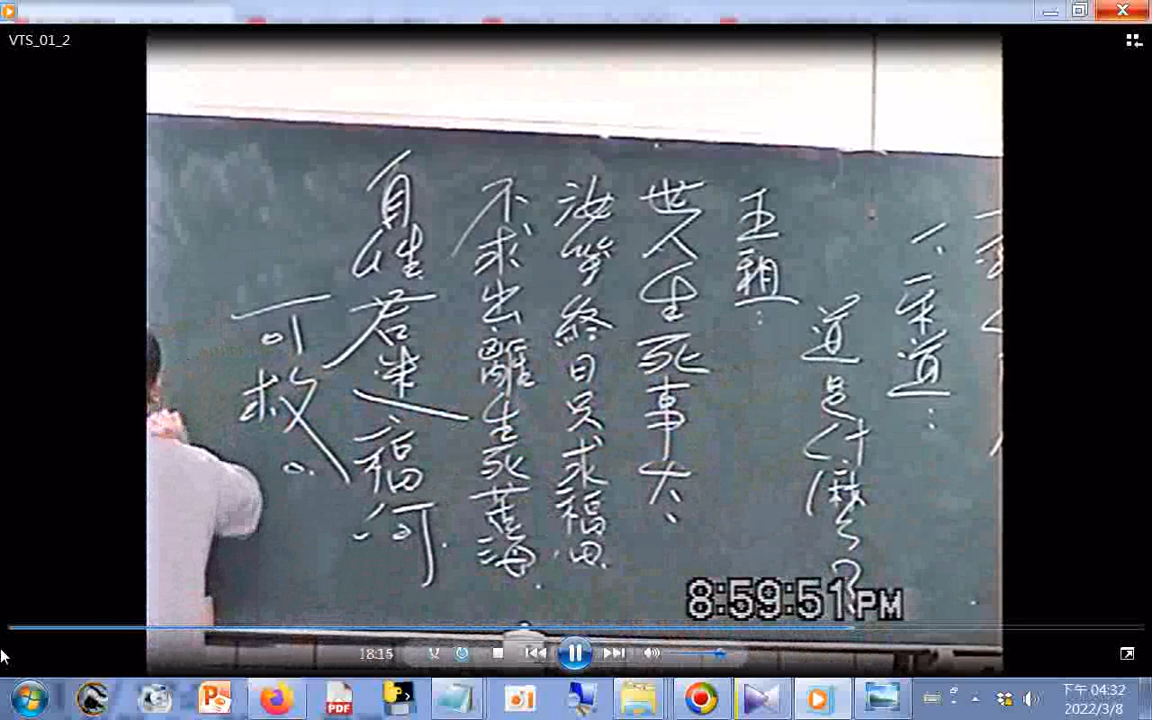 VTS_01_2
一、求道：
道是什麼？
五祖：
世人生死事大、
汝等終日只求福田、
不求出離生死苦海、
自性若迷、福何
可救。
8:59:51PM
18:15
下午 04:32
2022/3/8